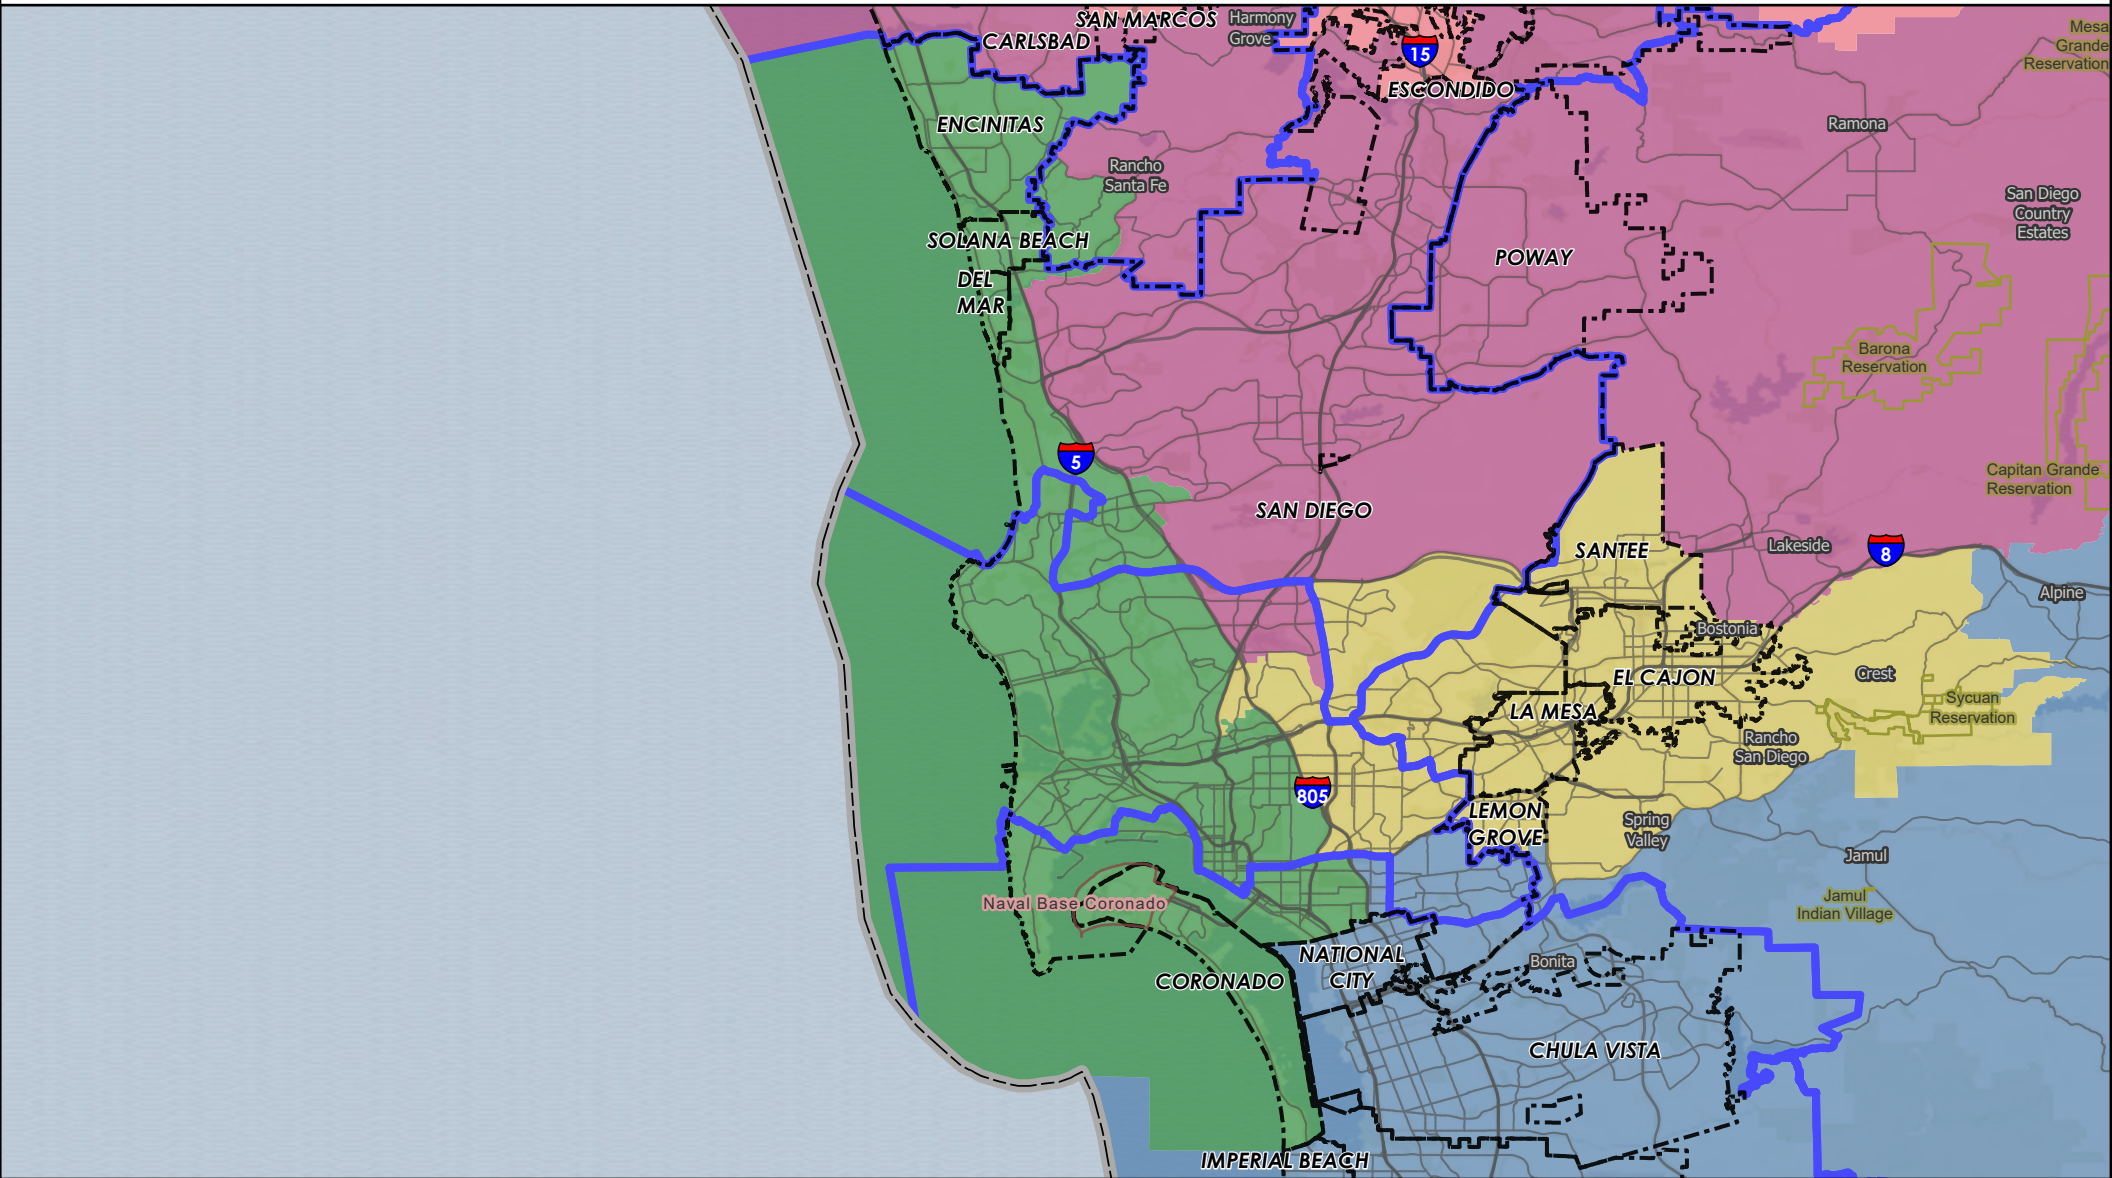 SAN MARCOS
Harmony
Grove
CARLSBAD
Mesa
Grande
Reservation
15
ESCONDIDO
ENCINITAS
Ramona
Rancho
Santa Fe
San Diego
Country
Estates
SOLANA BEACH
POWAY
DEL
MAR
Barona
Reservation
5
Capitan Grande
Reservation
SAN DIEGO
SANTEE
Lakeside
8
Alpine
Bostonia
EL CAJON
Crest
LA MESA
Sycuan
Reservation
Rancho
San Diego
805
LEMON
GROVE
Spring
Valley
Jamul
Naval Base Coronado
Jamul
Indian Village
NATIONAL
CITY
Bonita
CORONADO
CHULA VISTA
IMPERIAL BEACH